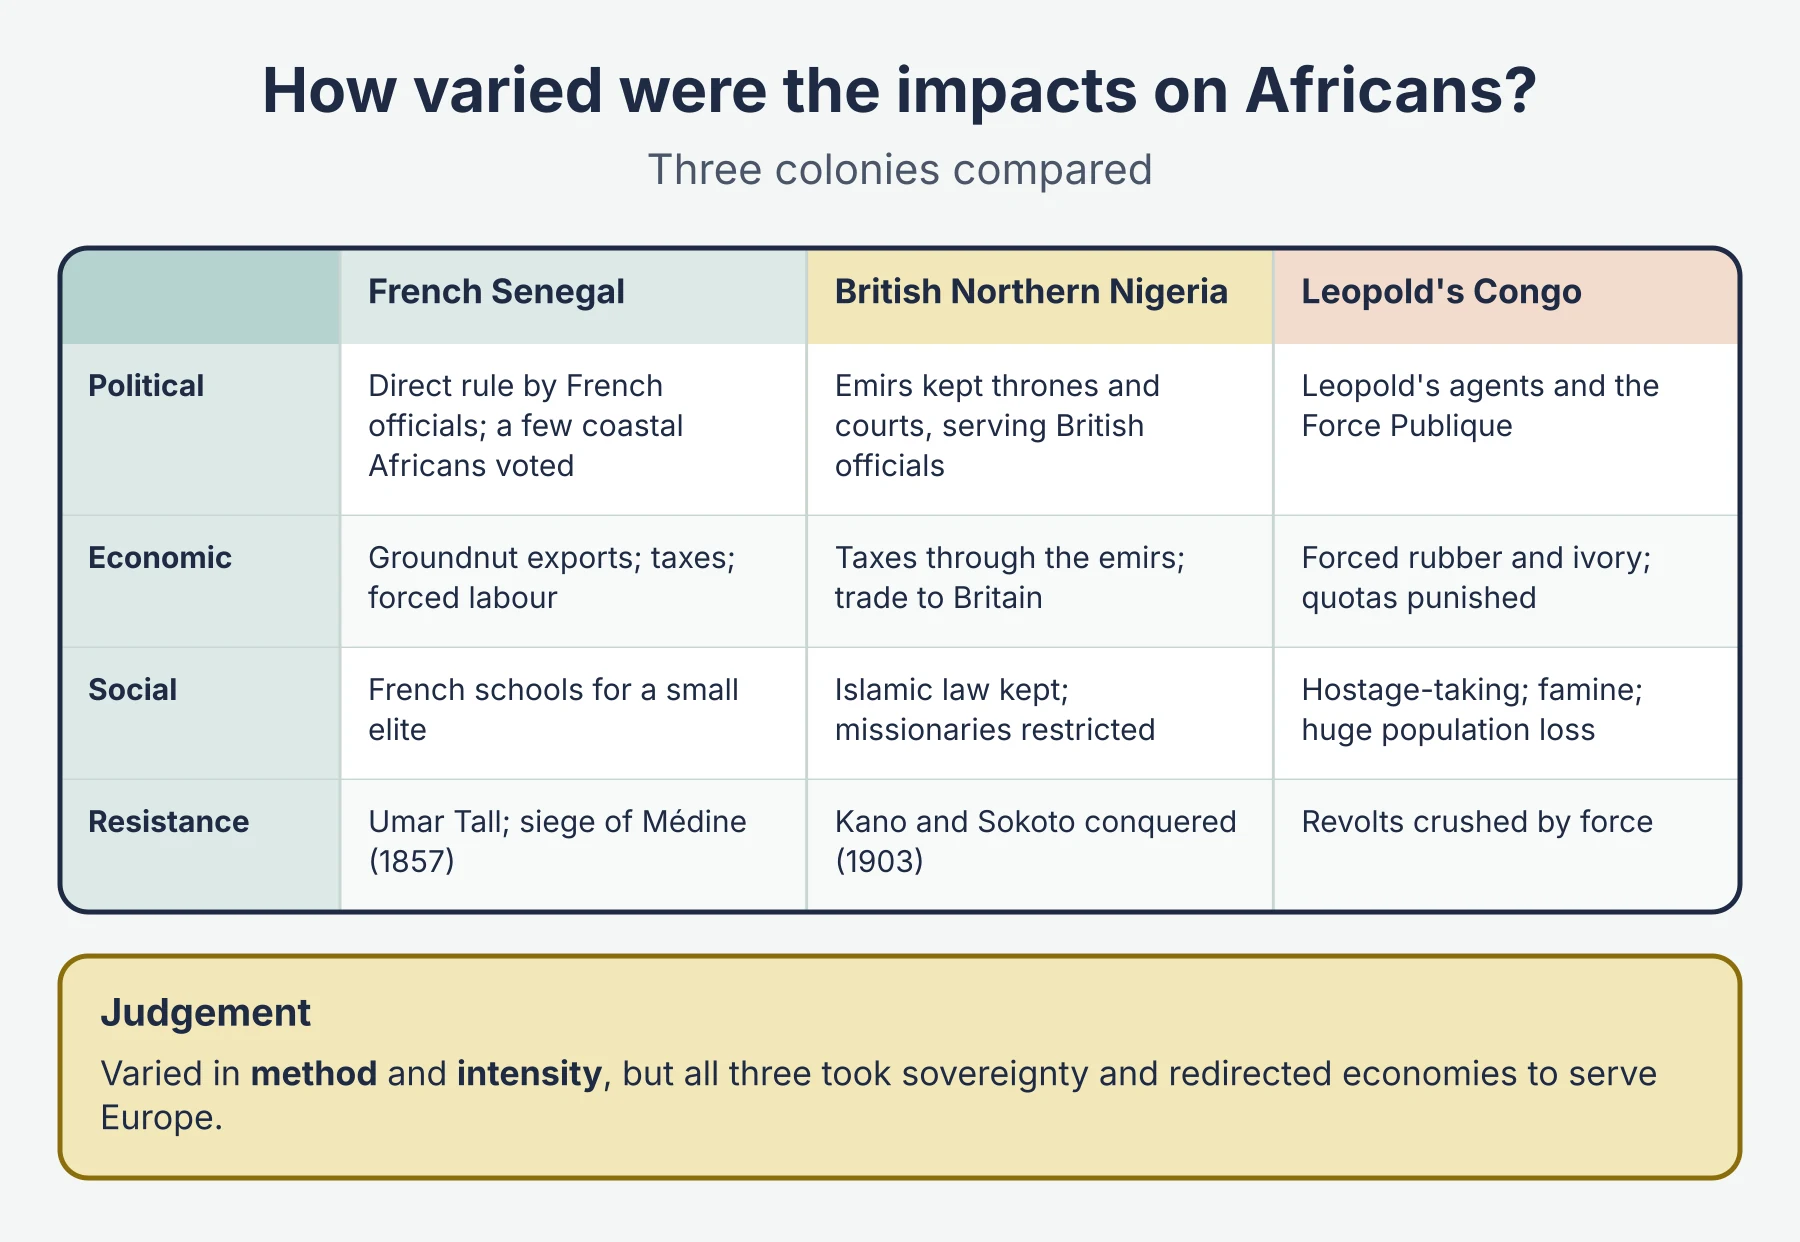 How varied were the impacts on Africans?
Three colonies compared
French Senegal
British Northern Nigeria
Leopold's Congo
Political
Direct rule by French
officials; a few coastal
Africans voted
Emirs kept thrones and
courts, serving British
officials
Leopold's agents and the
Force Publique
Economic
Groundnut exports; taxes;
forced labour
Taxes through the emirs;
trade to Britain
Forced rubber and ivory;
quotas punished
Social
French schools for a small
elite
Islamic law kept;
missionaries restricted
Hostage-taking; famine;
huge population loss
Resistance
Umar Tall; siege of Médine
(1857)
Kano and Sokoto conquered
(1903)
Revolts crushed by force
Judgement
Varied in method and intensity, but all three took sovereignty and redirected economies to serve
Europe.